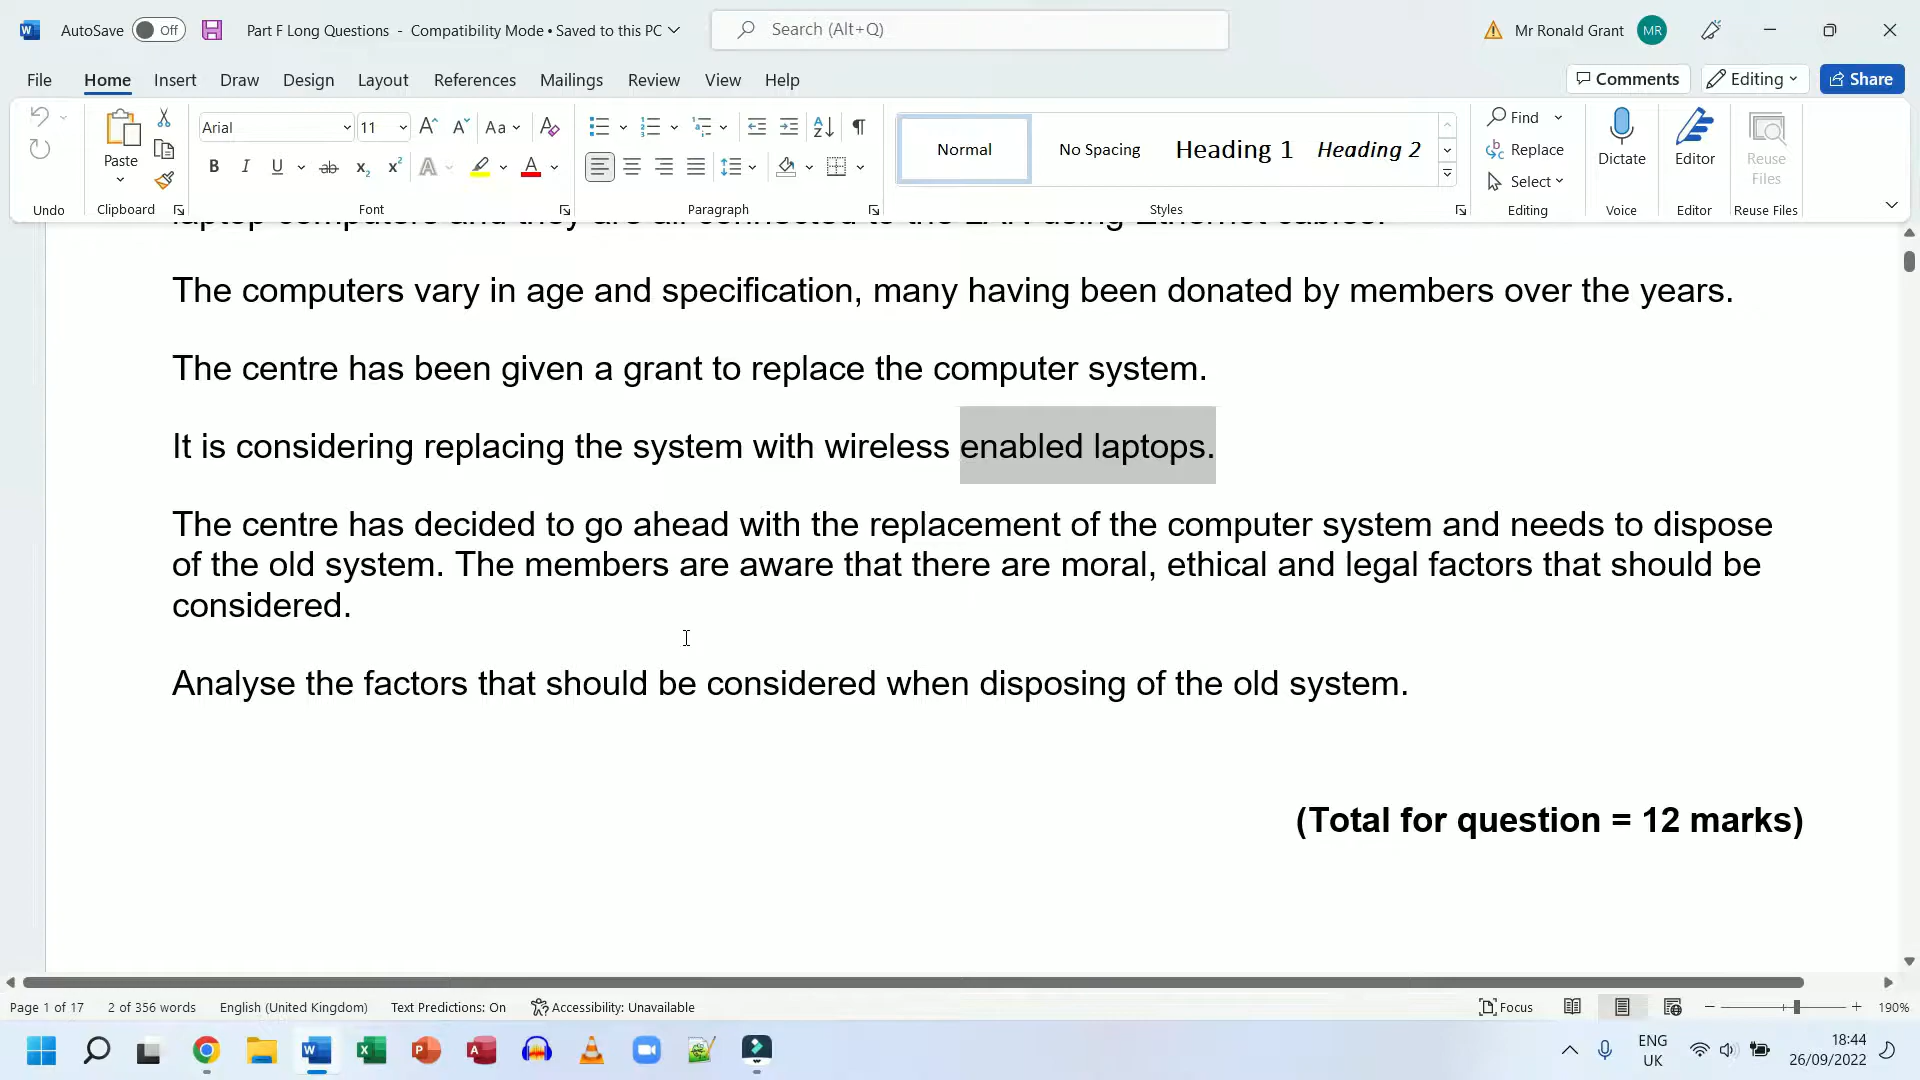 AutoSave Off Part F Long Questions - Compatibility Mode • Saved to this PC Search (Alt+Q) Mr Ronald Grant MR
File Home Insert Draw Design Layout References Mailings Review View Help Comments Editing Share
Paste
Arial 11 Aa
Normal No Spacing Heading 1 Heading 2
Find
Replace
Select
Dictate Editor Reuse Files
Undo Clipboard Font Paragraph Styles Editing Voice Editor Reuse Files
laptop computers and they are all connected to the LAN using Ethernet cables.
The computers vary in age and specification, many having been donated by members over the years.
The centre has been given a grant to replace the computer system.
It is considering replacing the system with wireless enabled laptops.
The centre has decided to go ahead with the replacement of the computer system and needs to dispose
of the old system. The members are aware that there are moral, ethical and legal factors that should be
considered.
Analyse the factors that should be considered when disposing of the old system.
(Total for question = 12 marks)
Page 1 of 17 2 of 356 words English (United Kingdom) Text Predictions: On Accessibility: Unavailable Focus 190%
ENG
UK
18:44
26/09/2022